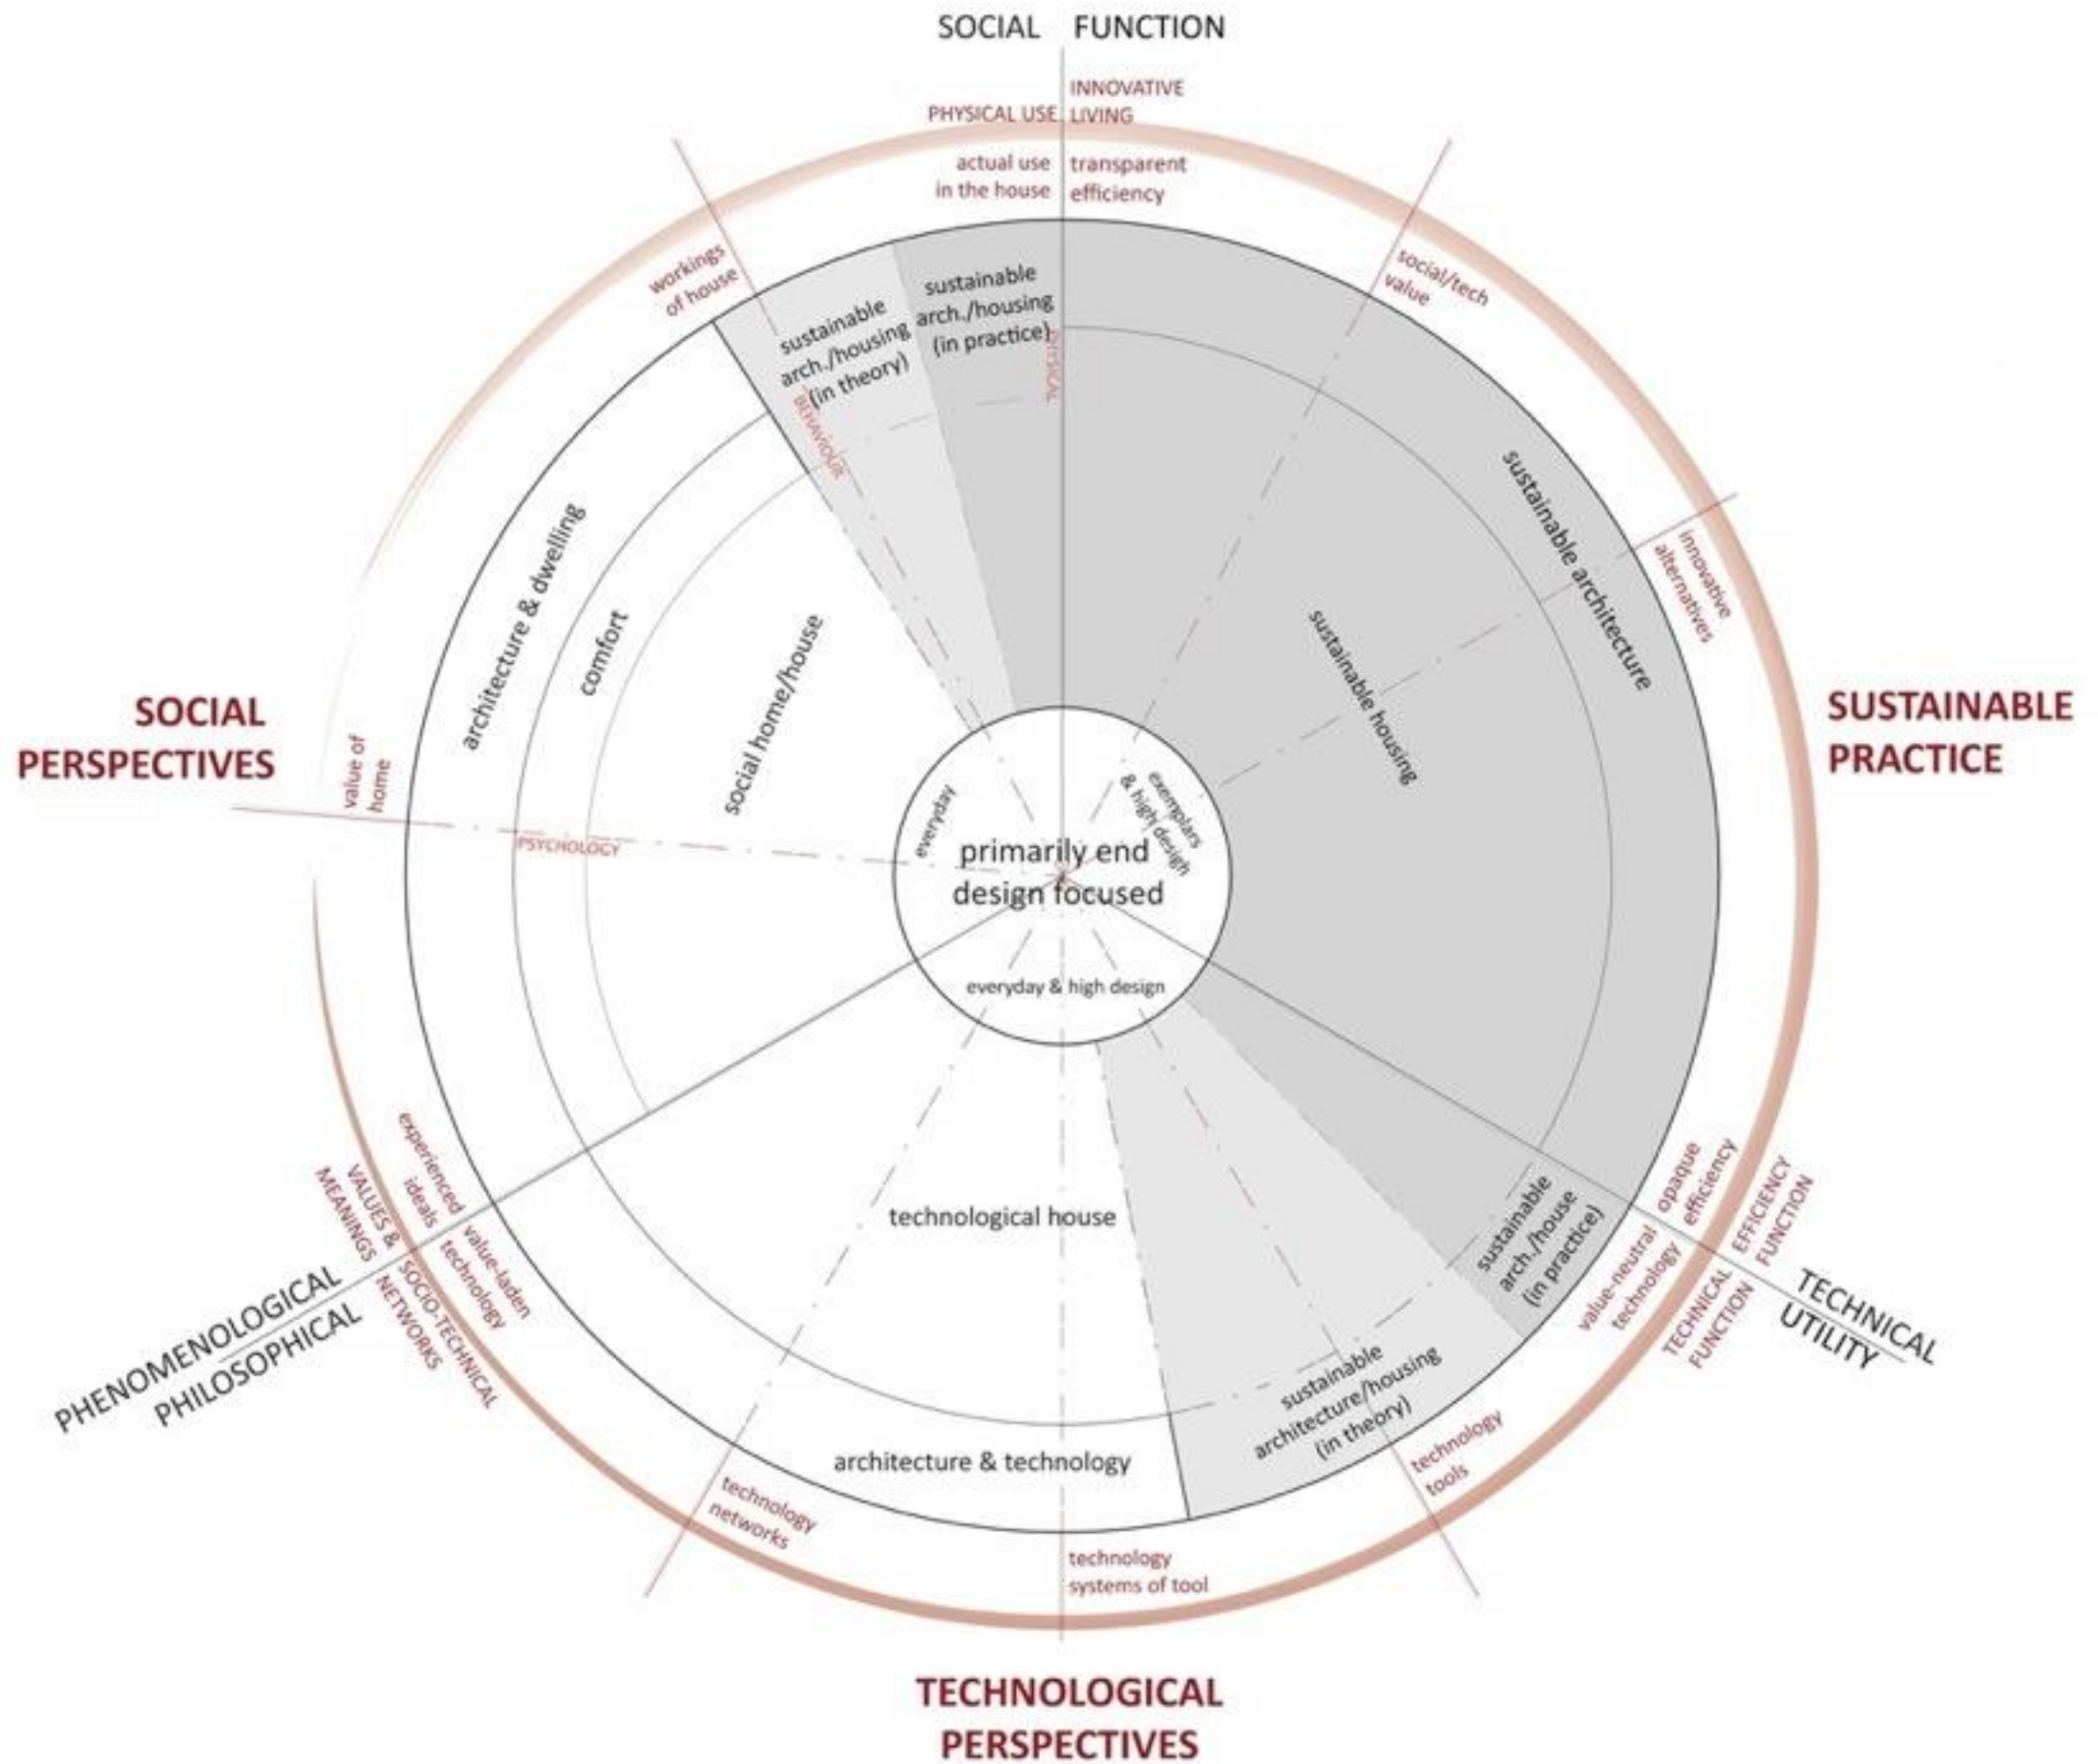 SOCIAL FUNCTION
INNOVATIVE
PHYSICAL USE LIVING
actual use
in the house
transparent
efficiency
workings
of house
social/tech
value
sustainable
arch./housing
(in theory)
sustainable
arch./housing
(in practice)
PHYSICAL
BEHAVIOUR
sustainable architecture
sustainable housing
innovative
alternatives
architecture & dwelling
comfort
social home/house
SOCIAL
PERSPECTIVES
SUSTAINABLE
PRACTICE
value of
home
PSYCHOLOGY
everyday
exemplars
& high desigh
primarily end
design focused
everyday & high design
experienced
ideals
VALUES &
MEANINGS
value-laden
technology
SOCIO-TECHNICAL
NETWORKS
PHENOMENOLOGICAL
PHILOSOPHICAL
technological house
sustainable
arch./house
(in practice)
opaque
efficiency
EFFICIENCY
FUNCTION
value-neutral
technology
TECHNICAL
FUNCTION
TECHNICAL
UTILITY
sustainable
architecture/housing
(in theory)
architecture & technology
technology
tools
technology
networks
technology
systems of tool
TECHNOLOGICAL
PERSPECTIVES